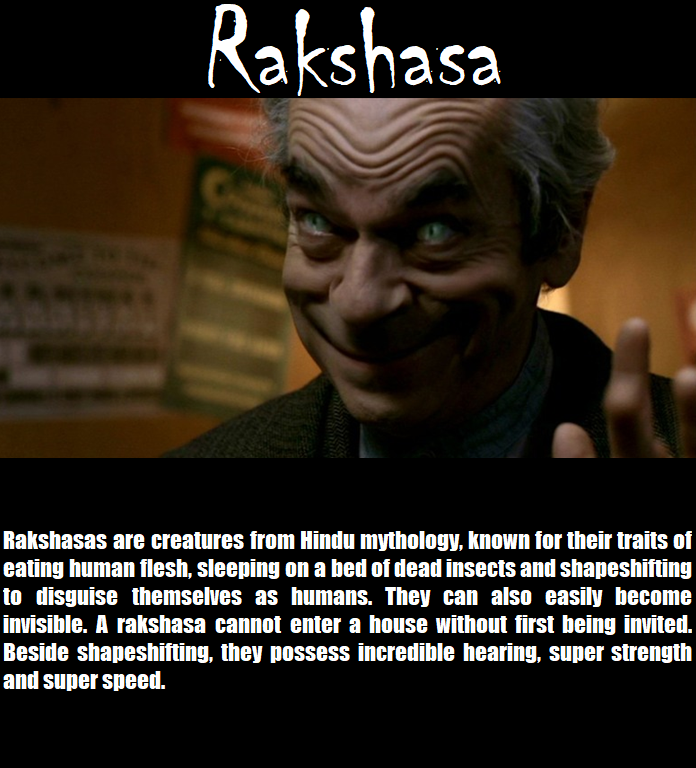 Rakshasa
Rakshasas are creatures from Hindu mythology, known for their traits of
eating human flesh, sleeping on a bed of dead insects and shapeshifting
to disguise themselves as humans. They can also easily become
invisible. A rakshasa cannot enter a house without first being invited.
Beside shapeshifting, they possess incredible hearing, super strength
and super speed.